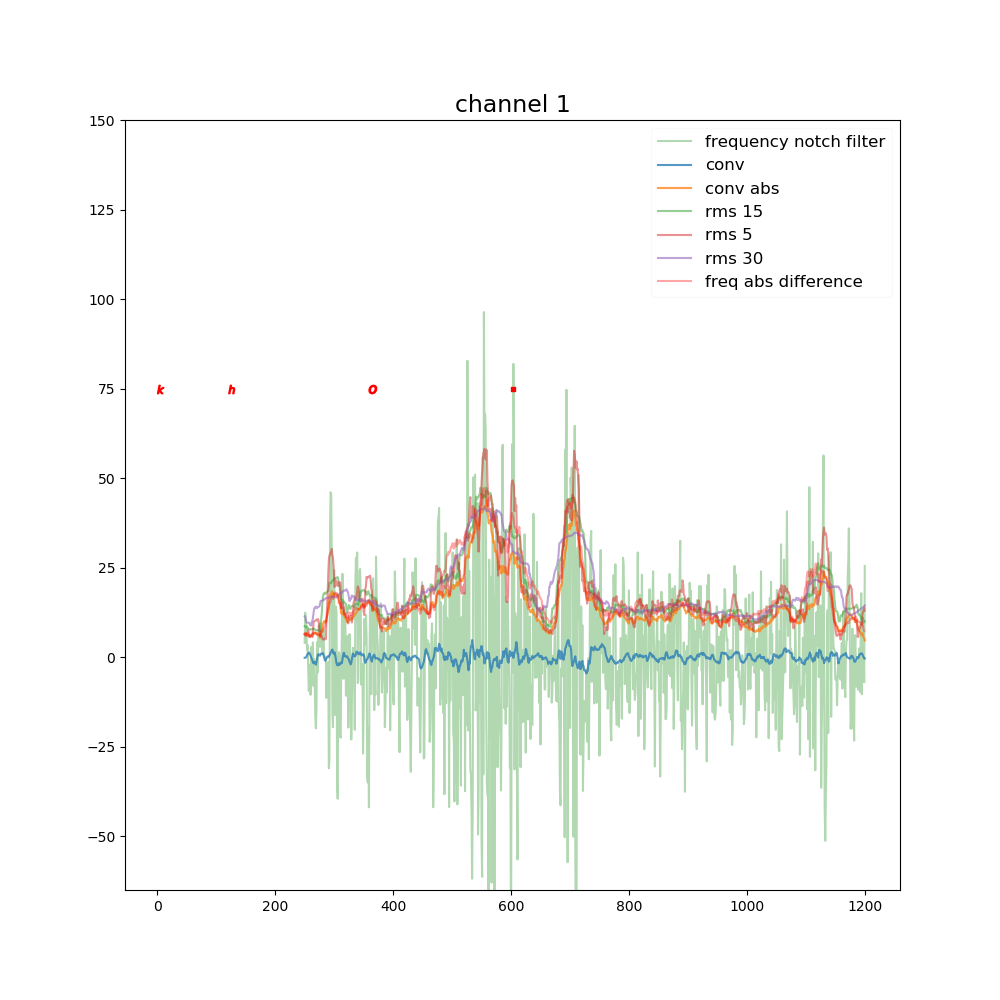 channel 1
150
125
100
75
50
25
0
−25
−50
frequency notch filter
conv
conv abs
rms 15
rms 5
rms 30
freq abs difference
k h O
0 200 400 600 800 1000 1200